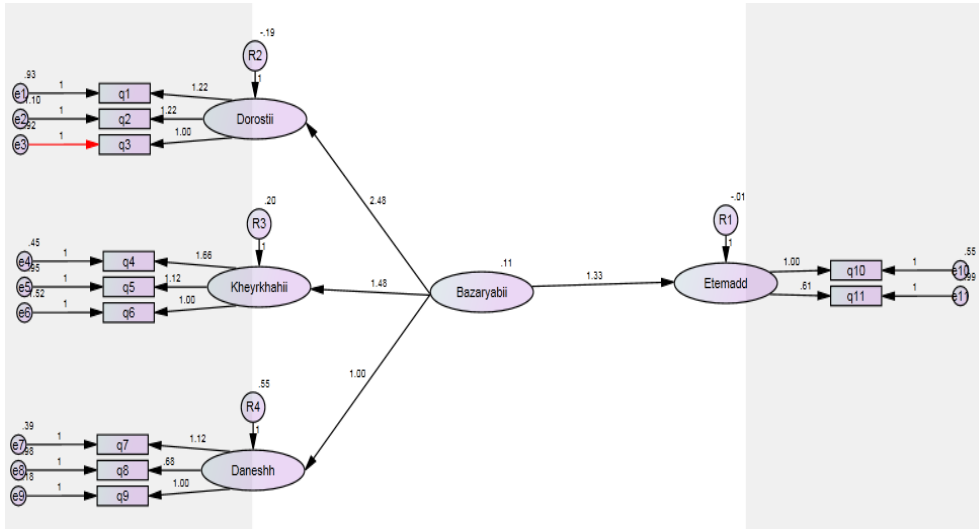 -.19
R2
1
.93
e1
1
q1
1.22
1.10
e2
1
q2
1.22
Dorostii
.92
e3
1
q3
1.00
2.48
.20
R3
1
-.01
R1
1
.45
e4
1
q4
1.66
.95
e5
1
q5
1.12
Kheyrkhahii
e6
1
q6
1.00
1.48
.11
Bazaryabii
1.33
Etemadd
1.00
q10
1
.55
e10
.61
q11
1
.99
e11
1.00
.55
R4
1
.39
e7
1
q7
1.12
.98
e8
1
q8
.68
Daneshh
e9
1
q9
1.00